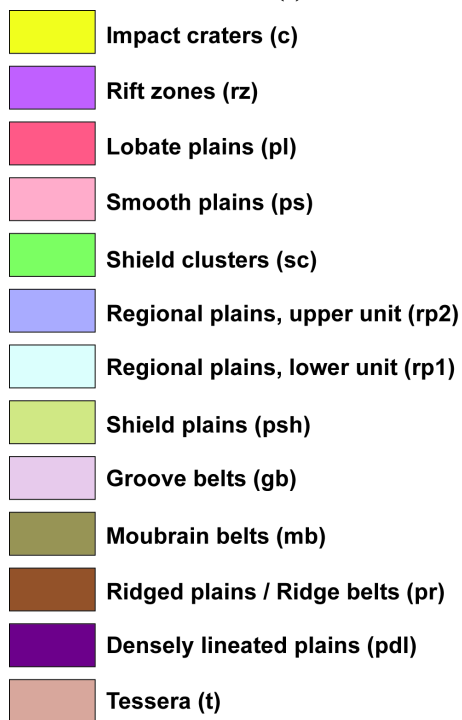 Impact craters (c)
Rift zones (rz)
Lobate plains (pl)
Smooth plains (ps)
Shield clusters (sc)
Regional plains, upper unit (rp2)
Regional plains, lower unit (rp1)
Shield plains (psh)
Groove belts (gb)
Moubrain belts (mb)
Ridged plains / Ridge belts (pr)
Densely lineated plains (pdl)
Tessera (t)